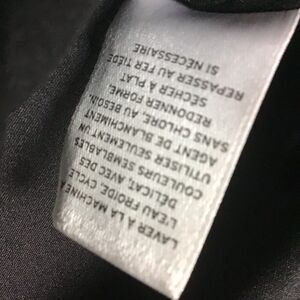 LAVER À LA MACHINE À
L'EAU FROIDE, CYCLE
DÉLICAT, AVEC DES
COULEURS SEMBLABLES.
UTILISER SEULEMENT UN
AGENT DE BLANCHIMENT
SANS CHLORE, AU BESOIN.
REDONNER FORME,
SÉCHER À PLAT.
REPASSER AU FER TIÈDE
SI NÉCESSAIRE